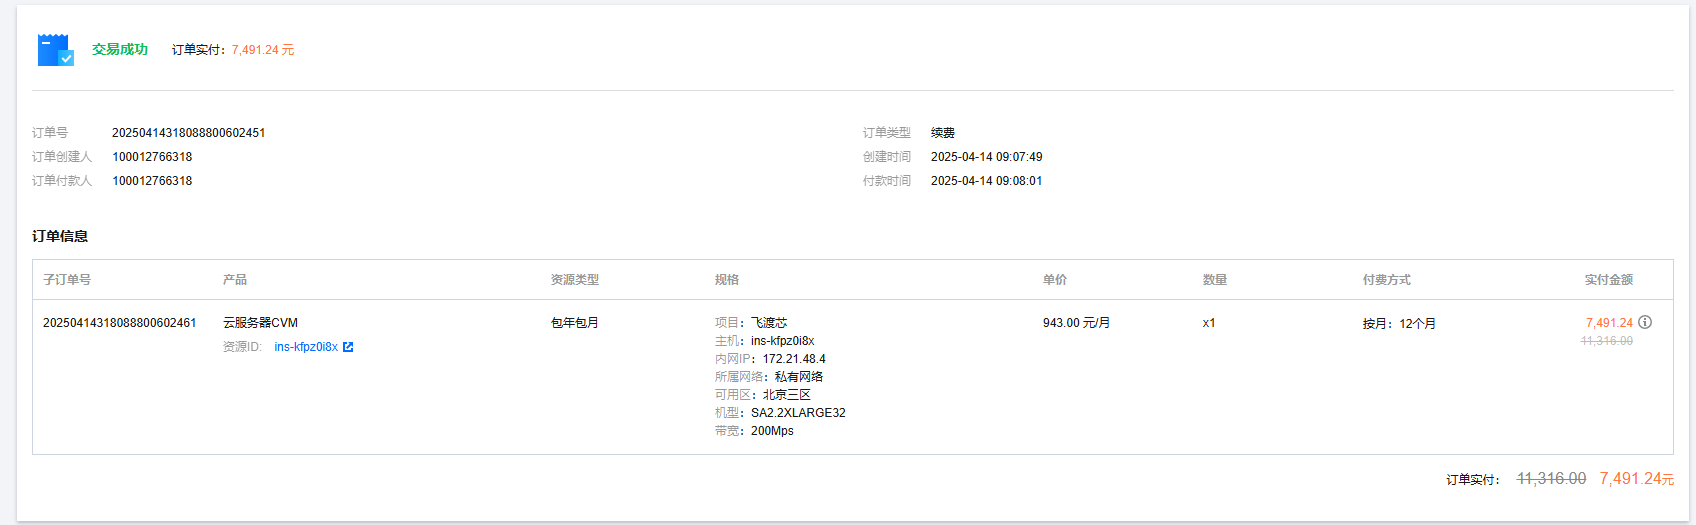 交易成功 订单实付：7,491.24 元
订单号 20250414318088800602451 订单类型 续费
订单创建人 100012766318 创建时间 2025-04-14 09:07:49
订单付款人 100012766318 付款时间 2025-04-14 09:08:01
订单信息
子订单号 产品 资源类型 规格 单价 数量 付费方式 实付金额
20250414318088800602461 云服务器CVM 包年包月 项目：飞渡芯 943.00 元/月 x1 按月：12个月 7,491.24
主机：ins-kfpz0i8x 11,316.00
资源ID: ins-kfpz0i8x
内网IP：172.21.48.4
所属网络：私有网络
可用区：北京三区
机型：SA2.2XLARGE32
带宽：200Mps
订单实付： 11,316.00 7,491.24元